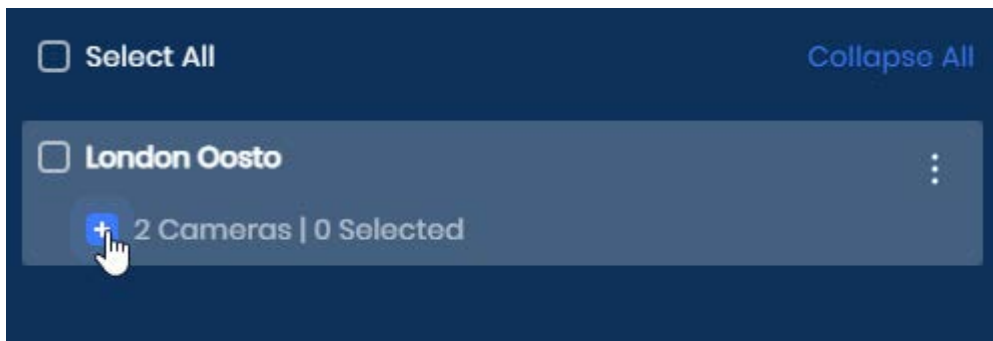 Select All
Collapse All
London Oosto
2 Cameras | 0 Selected